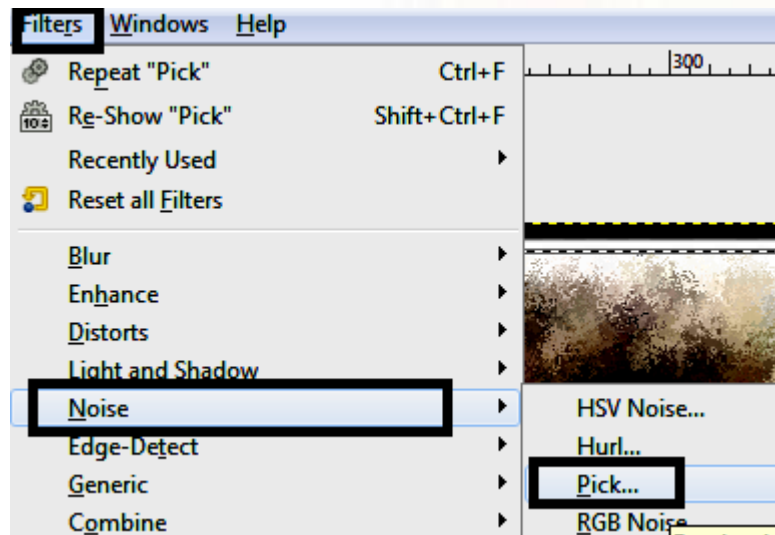 Filters Windows Help
Repeat "Pick" Ctrl+F
Re-Show "Pick" Shift+Ctrl+F
Recently Used
Reset all Filters
Blur
Enhance
Distorts
Light and Shadow
Noise
Edge-Detect
Generic
Combine
300
HSV Noise...
Hurl...
Pick...
RGB Noise